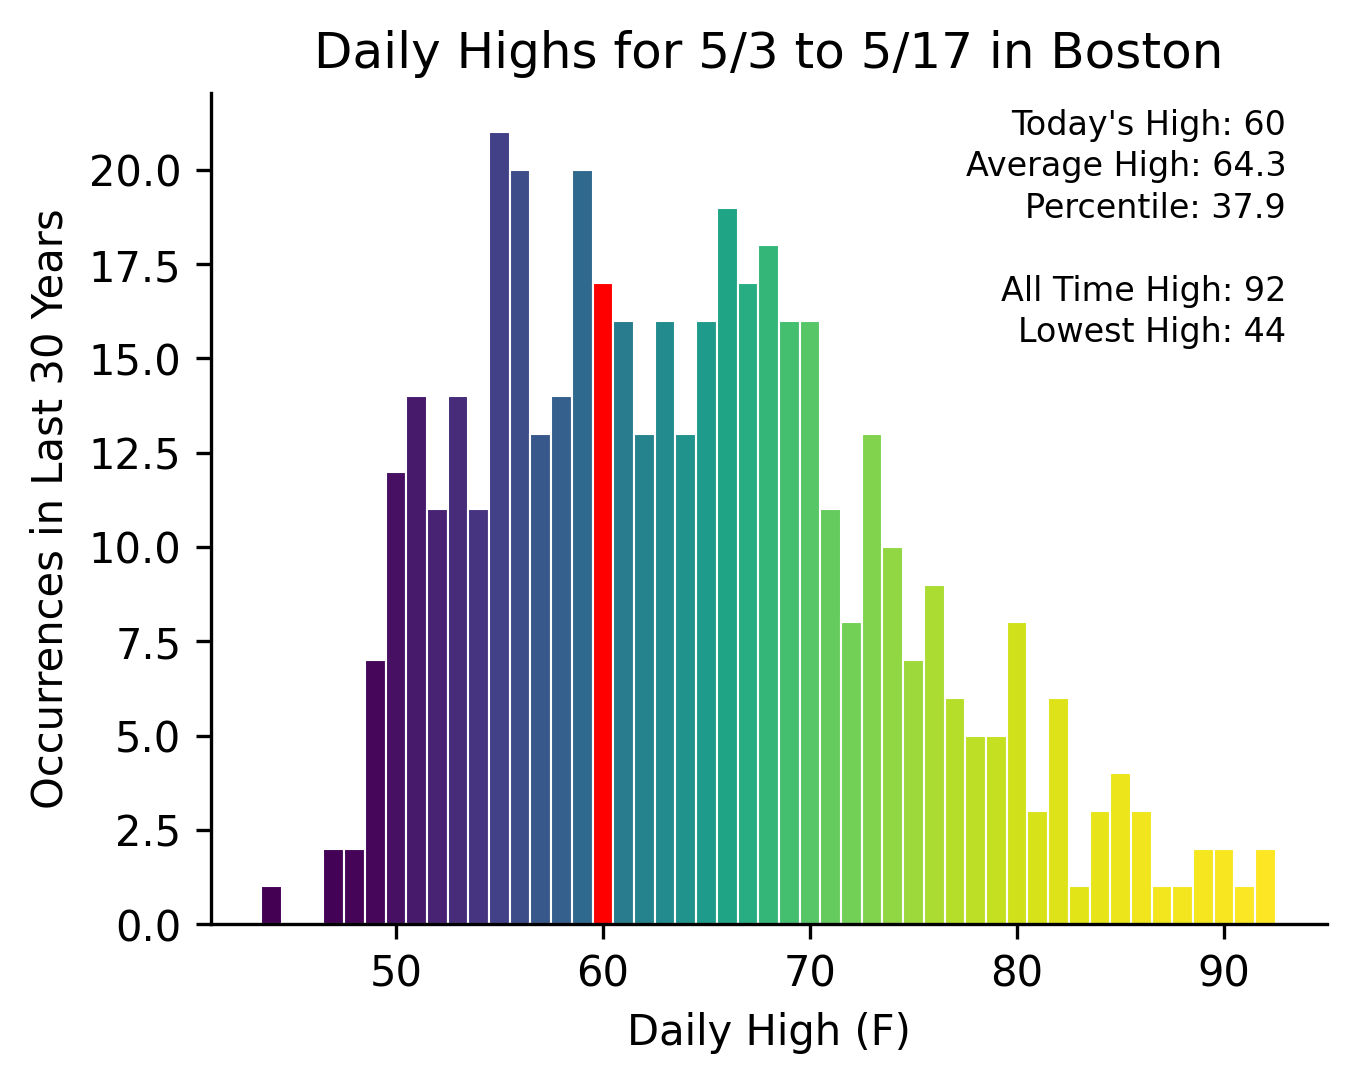 Daily Highs for 5/3 to 5/17 in Boston
Today's High: 60
Average High: 64.3
Percentile: 37.9
All Time High: 92
Lowest High: 44
Occurrences in Last 30 Years
20.0
17.5
15.0
12.5
10.0
7.5
5.0
2.5
0.0
50 60 70 80 90
Daily High (F)